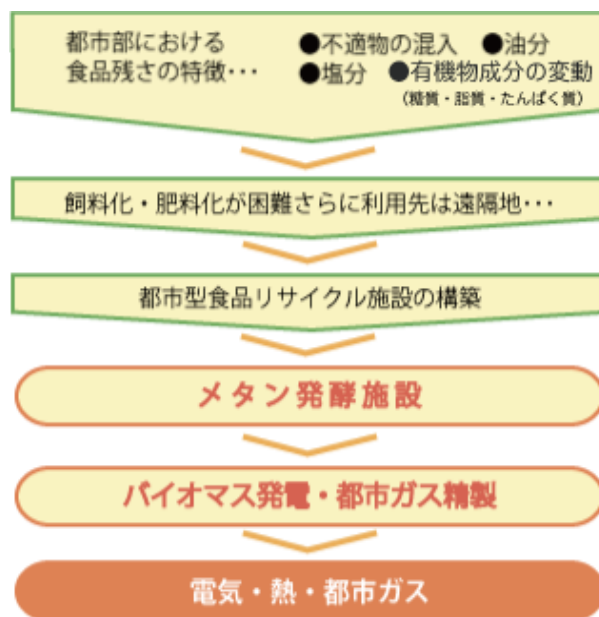 都市部における
食品残さの特徴･･･
●不適物の混入 ●油分
●塩分 ●有機物成分の変動
（糖質・脂質・たんぱく質）
飼料化・肥料化が困難さらに利用先は遠隔地･･･
都市型食品リサイクル施設の構築
メタン発酵施設
バイオマス発電・都市ガス精製
電気・熱・都市ガス